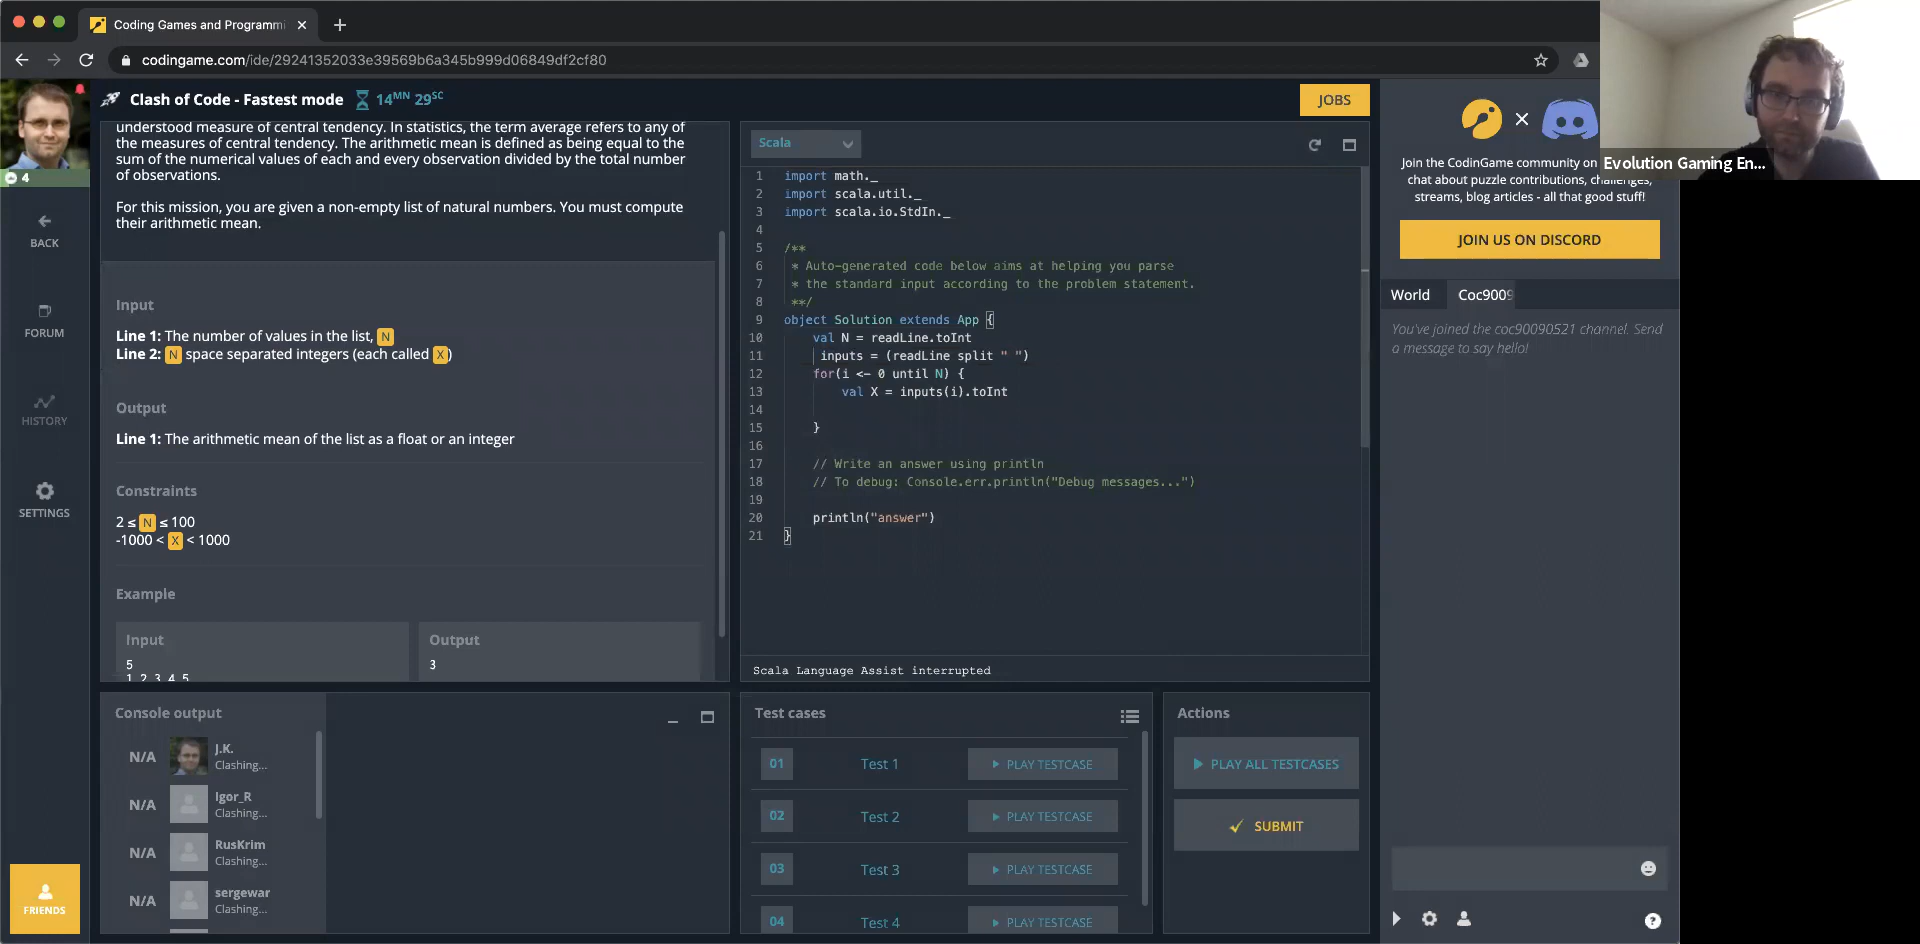 Coding Games and Programmi
codingame.com/ide/29241352033e39569b6a345b999d06849df2cf80
4
BACK
FORUM
HISTORY
SETTINGS
FRIENDS
Clash of Code - Fastest mode
14MN 29SC
JOBS
understood measure of central tendency. In statistics, the term average refers to any of
the measures of central tendency. The arithmetic mean is defined as being equal to the
sum of the numerical values of each and every observation divided by the total number
of observations.
For this mission, you are given a non-empty list of natural numbers. You must compute
their arithmetic mean.
Input
Line 1: The number of values in the list, N
Line 2: N space separated integers (each called X)
Output
Line 1: The arithmetic mean of the list as a float or an integer
Constraints
2 ≤ N ≤ 100
-1000 < X < 1000
Example
Input
5
1 2 3 4 5
Output
3
Scala
1 import math._
2 import scala.util._
3 import scala.io.StdIn._
4
5 /**
6 * Auto-generated code below aims at helping you parse
7 * the standard input according to the problem statement.
8 **/
9 object Solution extends App {
10 val N = readLine.toInt
11 inputs = (readLine split " ")
12 for(i <- 0 until N) {
13 val X = inputs(i).toInt
14
15 }
16
17 // Write an answer using println
18 // To debug: Console.err.println("Debug messages...")
19
20 println("answer")
21 }
Scala Language Assist interrupted
Console output
N/A J.K.
Clashing...
N/A Igor_R
Clashing...
N/A RusKrim
Clashing...
N/A sergewar
Clashing...
Test cases
01 Test 1 PLAY TESTCASE
02 Test 2 PLAY TESTCASE
03 Test 3 PLAY TESTCASE
04 Test 4 PLAY TESTCASE
Actions
PLAY ALL TESTCASES
SUBMIT
Evolution Gaming En...
Join the CodinGame community on
chat about puzzle contributions, challenges,
streams, blog articles - all that good stuff!
JOIN US ON DISCORD
World
Coc9009
You've joined the coc90090521 channel. Send
a message to say hello!
?